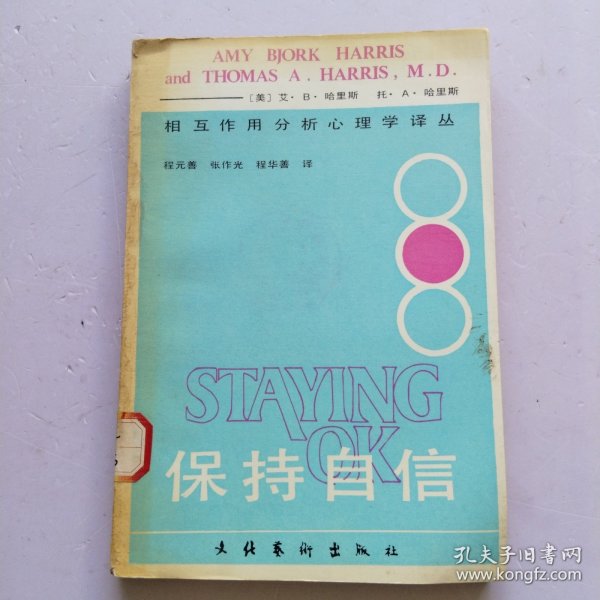 AMY BJORK HARRIS
and THOMAS A. HARRIS, M.D.
〔美〕艾·B·哈里斯 托·A·哈里斯
相互作用分析心理学译丛
程元善 张作光 程华善 译
STAYING
OK
保持自信
文化艺術出版社
孔夫子旧书网
www.kongfz.com